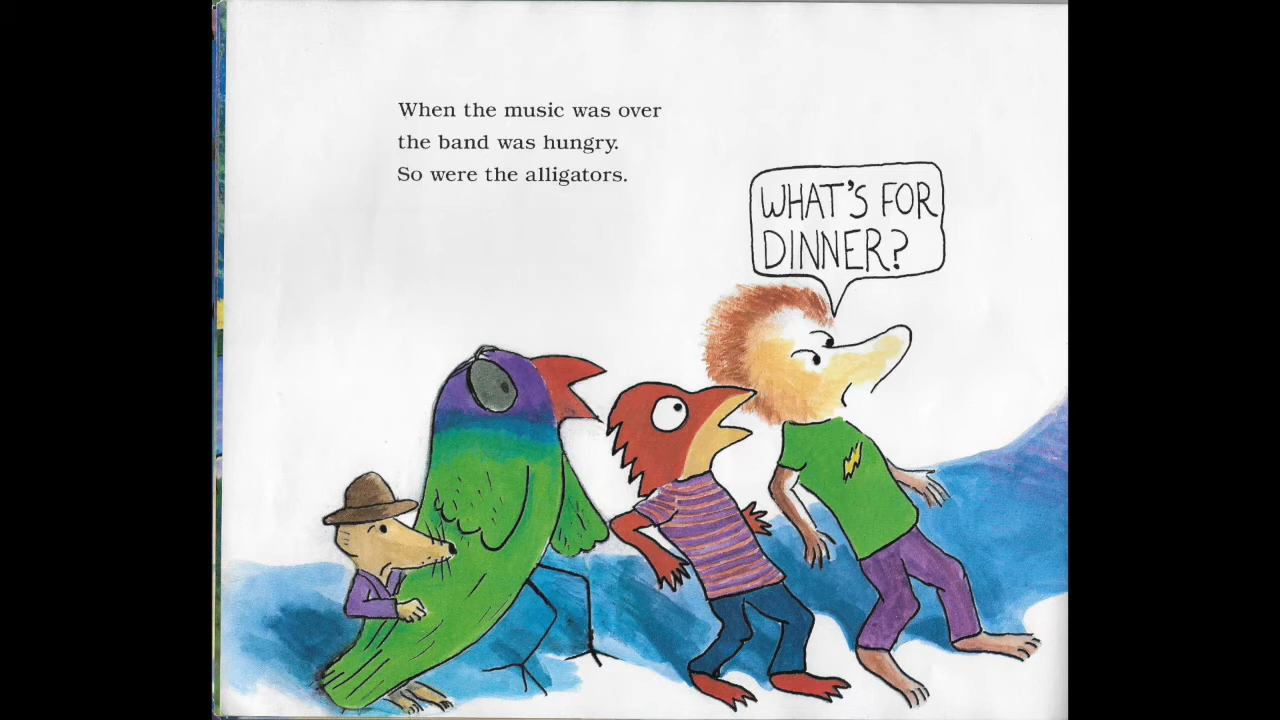 When the music was over
the band was hungry.
So were the alligators.
WHAT'S FOR
DINNER?